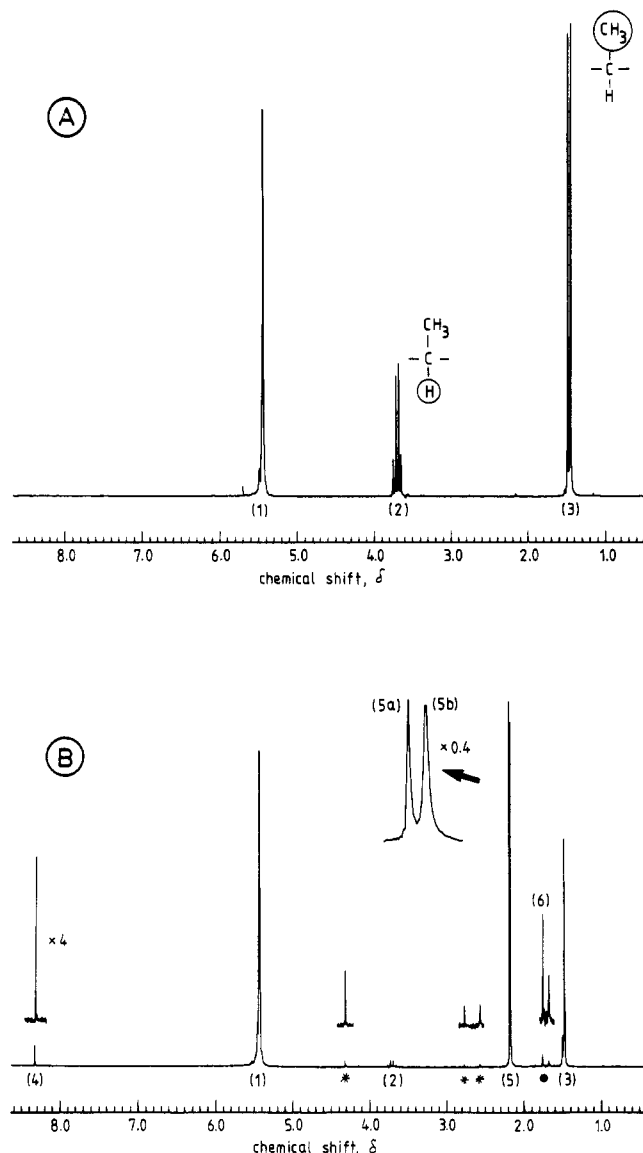 A
CH3
- C -
H
CH3
- C -
H
(1) (2) (3)
8.0 7.0 6.0 5.0 4.0 3.0 2.0 1.0
chemical shift, δ
B
(5a) (5b)
× 0.4
× 4
(6)
(4) (1) * (2) * * (5) ● (3)
8.0 7.0 6.0 5.0 4.0 3.0 2.0 1.0
chemical shift, δ